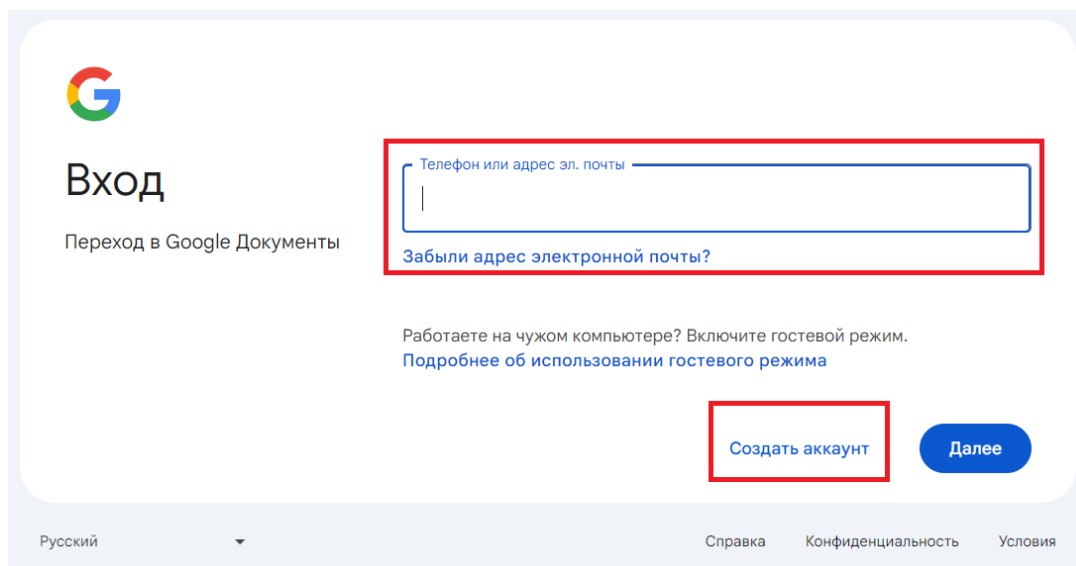 Вход
Переход в Google Документы
Телефон или адрес эл. почты
Забыли адрес электронной почты?
Работаете на чужом компьютере? Включите гостевой режим.
Подробнее об использовании гостевого режима
Создать аккаунт
Далее
Русский
Справка
Конфиденциальность
Условия